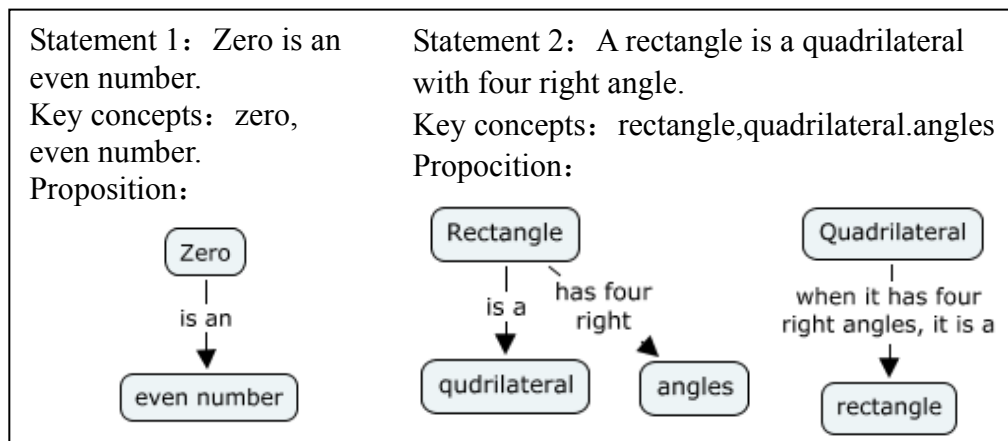 Statement 1：Zero is an
even number.
Key concepts：zero,
even number.
Proposition：
Zero
is an
even number
Statement 2：A rectangle is a quadrilateral
with four right angle.
Key concepts：rectangle,quadrilateral.angles
Propocition：
Rectangle
is a
has four
right
qudrilateral
angles
Quadrilateral
when it has four
right angles, it is a
rectangle